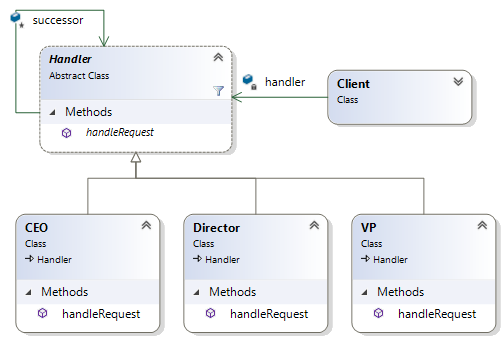 successor
Handler
Abstract Class
Methods
handleRequest
handler
Client
Class
CEO
Class
Handler
Methods
handleRequest
Director
Class
Handler
Methods
handleRequest
VP
Class
Handler
Methods
handleRequest